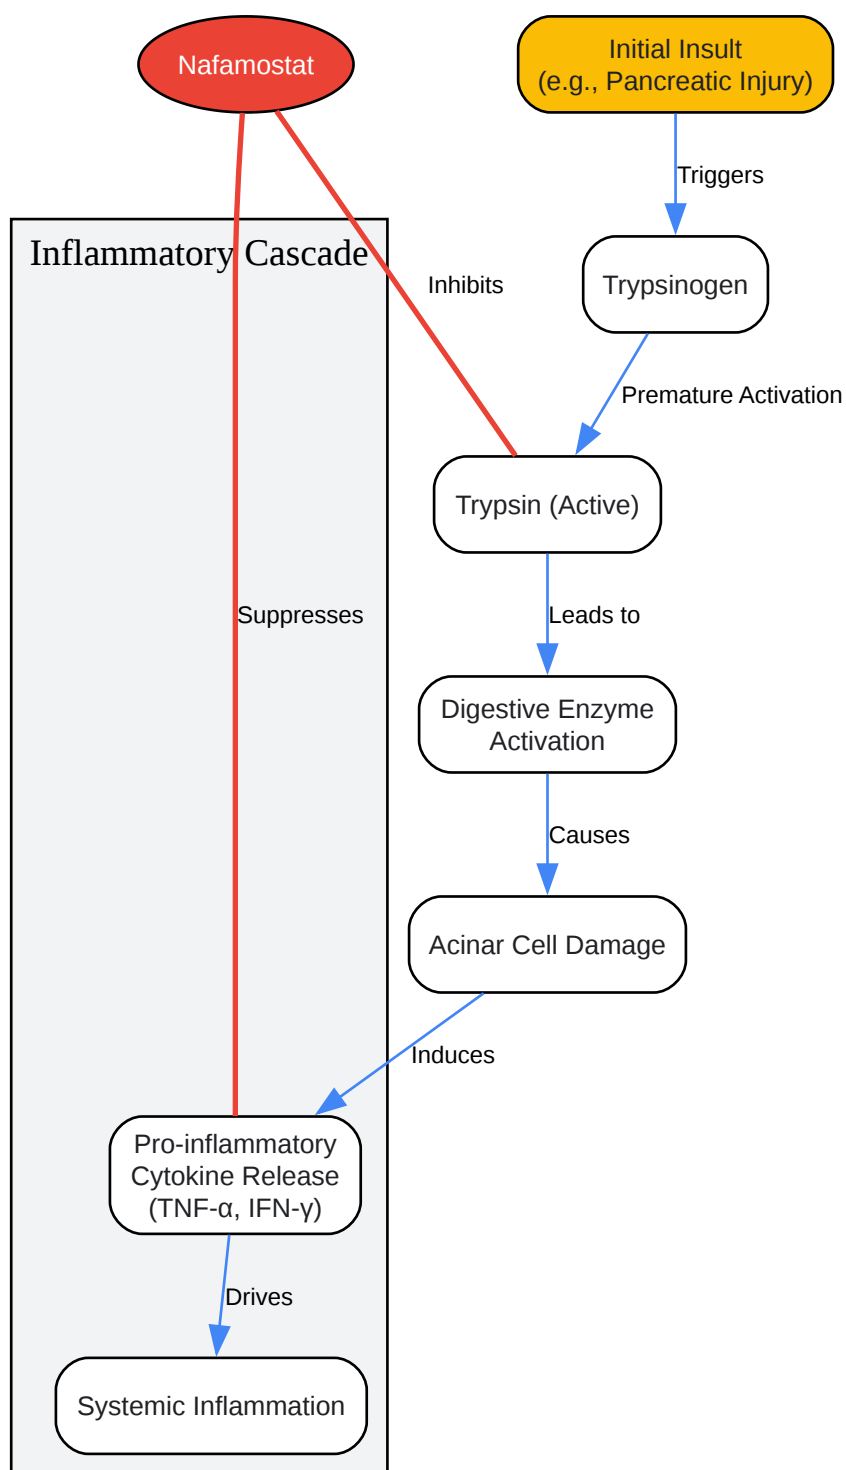 Nafamostat
Initial Insult
(e.g., Pancreatic Injury)
Triggers
Inflammatory Cascade
Inhibits
Trypsinogen
Premature Activation
Trypsin (Active)
Suppresses
Leads to
Digestive Enzyme
Activation
Causes
Acinar Cell Damage
Induces
Pro-inflammatory
Cytokine Release
(TNF-α, IFN-γ)
Drives
Systemic Inflammation